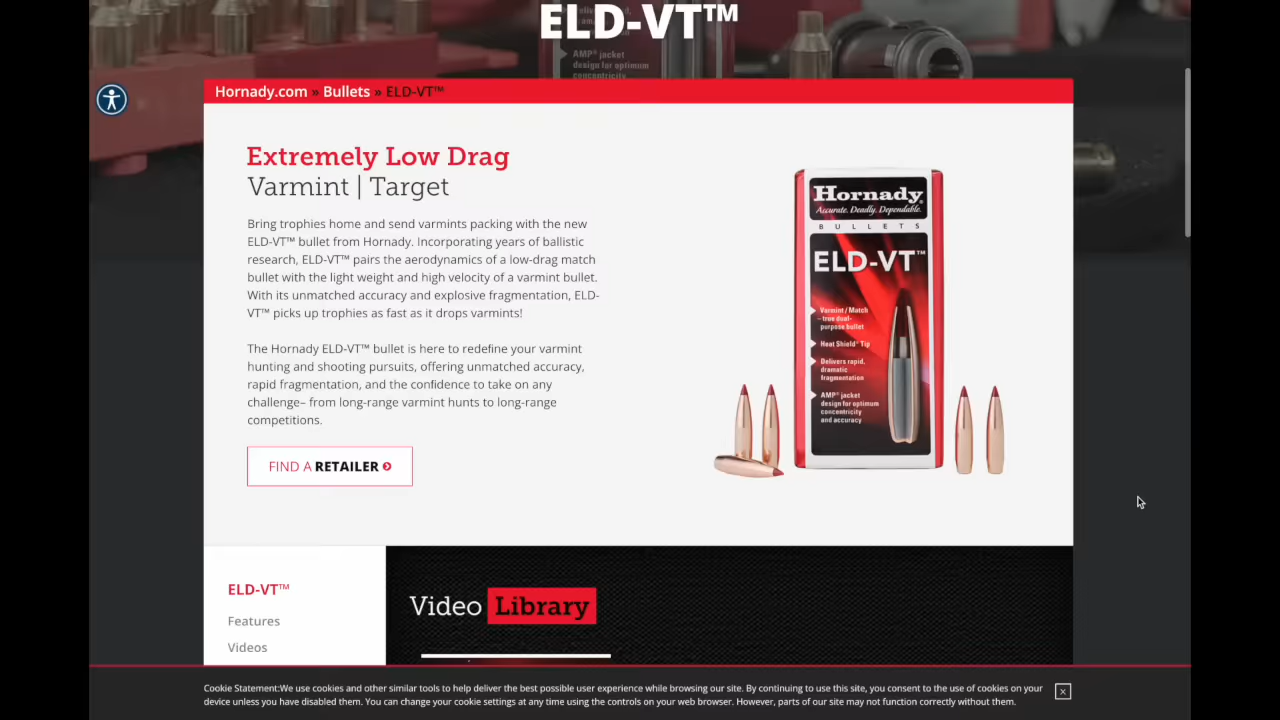 ELD-VT™
AMP® jacket
design for optimum
concentricity
Hornady.com » Bullets » ELD-VT™
Extremely Low Drag
Varmint | Target
Bring trophies home and send varmints packing with the new
ELD-VT™ bullet from Hornady. Incorporating years of ballistic
research, ELD-VT™ pairs the aerodynamics of a low-drag match
bullet with the light weight and high velocity of a varmint bullet.
With its unmatched accuracy and explosive fragmentation, ELD-
VT™ picks up trophies as fast as it drops varmints!
The Hornady ELD-VT™ bullet is here to redefine your varmint
hunting and shooting pursuits, offering unmatched accuracy,
rapid fragmentation, and the confidence to take on any
challenge– from long-range varmint hunts to long-range
competitions.
FIND A RETAILER
Hornady®
Accurate. Deadly. Dependable.
BULLETS
ELD-VT™
Varmint / Match
– true dual-
purpose bullet
Heat Shield® Tip
Delivers rapid,
dramatic
fragmentation
AMP® jacket
design for optimum
concentricity
and accuracy
ELD-VT™
Features
Videos
Video Library
Cookie Statement:We use cookies and other similar tools to help deliver the best possible user experience while browsing our site. By continuing to use this site, you consent to the use of cookies on your
device unless you have disabled them. You can change your cookie settings at any time using the controls on your web browser. However, parts of our site may not function correctly without them.
X